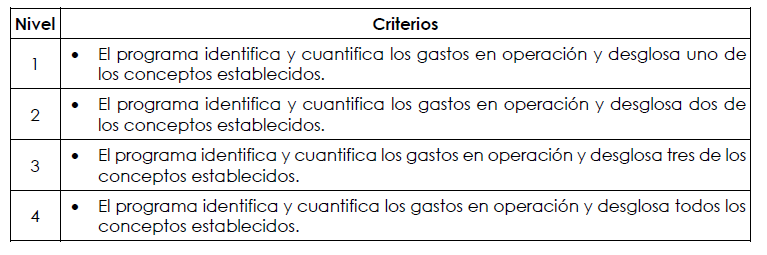 Nivel Criterios
1 • El programa identifica y cuantifica los gastos en operación y desglosa uno de
los conceptos establecidos.
2 • El programa identifica y cuantifica los gastos en operación y desglosa dos de
los conceptos establecidos.
3 • El programa identifica y cuantifica los gastos en operación y desglosa tres de los
conceptos establecidos.
4 • El programa identifica y cuantifica los gastos en operación y desglosa todos los
conceptos establecidos.